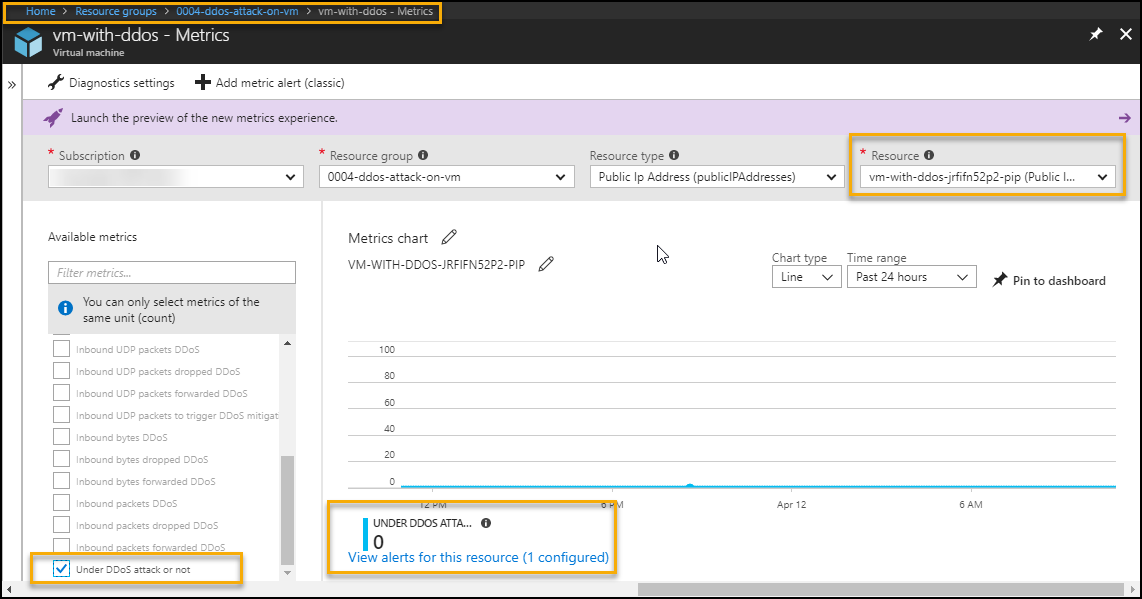 Home > Resource groups > 0004-ddos-attack-on-vm > vm-with-ddos - Metrics
vm-with-ddos - Metrics
Virtual machine
Diagnostics settings
Add metric alert (classic)
Launch the preview of the new metrics experience.
* Subscription
* Resource group
Resource type
* Resource
0004-ddos-attack-on-vm
Public Ip Address (publicIPAddresses)
vm-with-ddos-jrfifn52p2-pip (Public I...
Available metrics
Filter metrics...
You can only select metrics of the
same unit (count)
Inbound UDP packets DDoS
Inbound UDP packets dropped DDoS
Inbound UDP packets forwarded DDoS
Inbound UDP packets to trigger DDoS mitigat
Inbound bytes DDoS
Inbound bytes dropped DDoS
Inbound bytes forwarded DDoS
Inbound packets DDoS
Inbound packets dropped DDoS
Inbound packets forwarded DDoS
Under DDoS attack or not
Metrics chart
VM-WITH-DDOS-JRFIFN52P2-PIP
Chart type
Time range
Line
Past 24 hours
Pin to dashboard
100
80
60
40
20
0
12 PM
6 PM
Apr 12
6 AM
UNDER DDOS ATTA...
0
View alerts for this resource (1 configured)